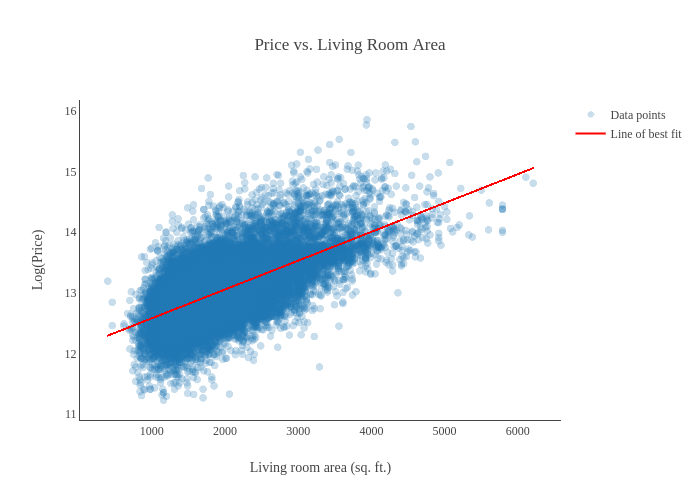 Price vs. Living Room Area
Data points
Line of best fit
Log(Price)
16
15
14
13
12
11
1000 2000 3000 4000 5000 6000
Living room area (sq. ft.)